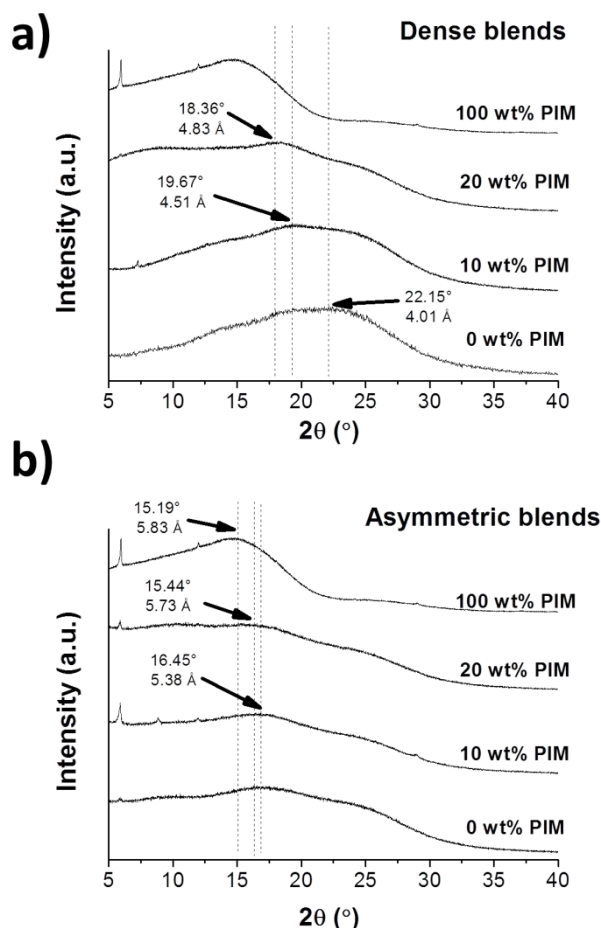 a)
Dense blends
100 wt% PIM
18.36°
4.83 Å
20 wt% PIM
19.67°
4.51 Å
10 wt% PIM
22.15°
4.01 Å
0 wt% PIM
Intensity (a.u.)
5 10 15 20 25 30 35 40
2θ (°)
b)
Asymmetric blends
15.19°
5.83 Å
100 wt% PIM
15.44°
5.73 Å
20 wt% PIM
16.45°
5.38 Å
10 wt% PIM
0 wt% PIM
Intensity (a.u.)
5 10 15 20 25 30 35 40
2θ (°)